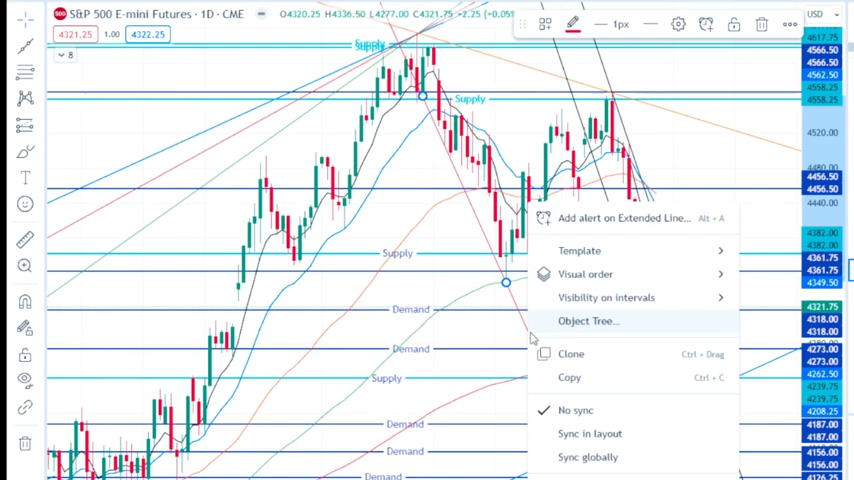 500 S&P 500 E-mini Futures · 1D · CME O4320.25 H4336.50 L4277.00 C4321.75 +2.25 (+0.05%
4321.25 1.00 4322.25
8
1px
USD
4617.75
4566.50
4566.50
4562.50
4558.25
4558.25
4520.00
4480.00
4456.50
4456.50
4440.00
4382.00
4382.00
4361.75
4361.75
4349.50
4321.75
4318.00
4318.00
4273.00
4273.00
4262.50
4239.75
4239.75
4208.25
4187.00
4187.00
4156.00
4156.00
4126.25
Supply
Supply
Supply
Supply
Demand
Demand
Supply
Demand
Demand
Demand
Add alert on Extended Line... Alt + A
Template
Visual order
Visibility on intervals
Object Tree...
Clone Ctrl + Drag
Copy Ctrl + C
No sync
Sync in layout
Sync globally